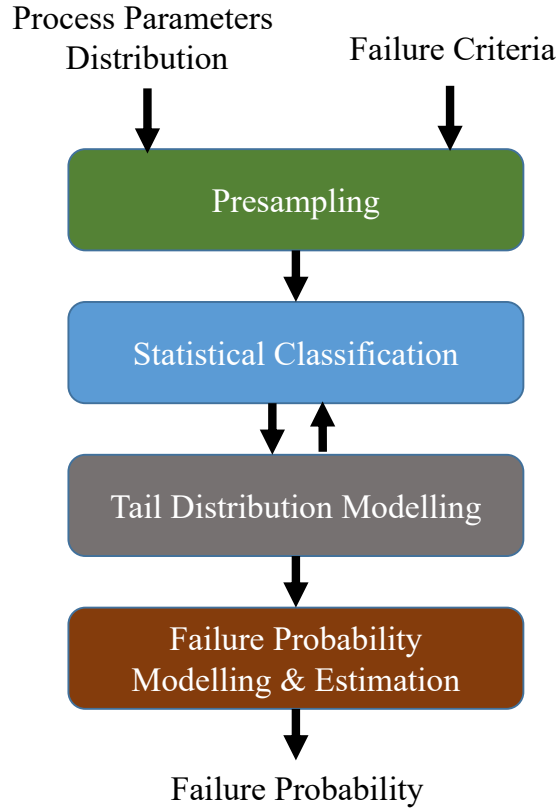 Process Parameters
Distribution
Failure Criteria
Presampling
Statistical Classification
Tail Distribution Modelling
Failure Probability
Modelling & Estimation
Failure Probability